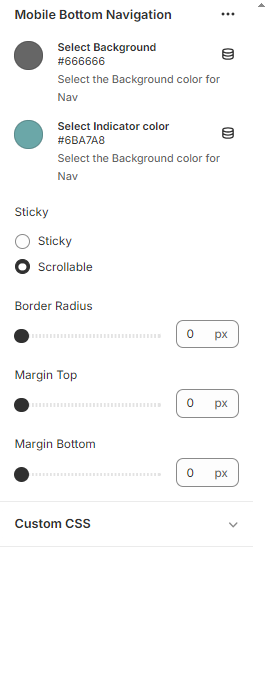 Mobile Bottom Navigation
Select Background
#666666
Select the Background color for
Nav
Select Indicator color
#6BA7A8
Select the Background color for
Nav
Sticky
Sticky
Scrollable
Border Radius
0 px
Margin Top
0 px
Margin Bottom
0 px
Custom CSS